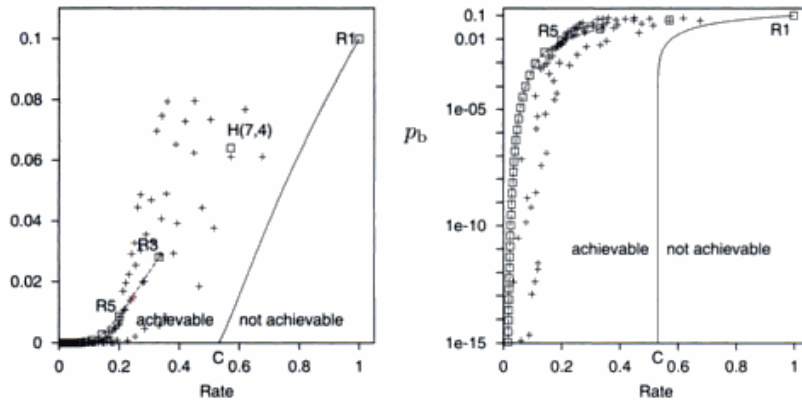 0.1
R1
0.08
H(7,4)
0.06
0.04
R3
0.02
R5
achievable
not achievable
0
0
0.2
0.4
C
0.6
0.8
1
Rate
0.1
R5
R1
0.01
1e-05
p_b
1e-10
achievable
not achievable
1e-15
0
0.2
0.4
C
0.6
0.8
1
Rate